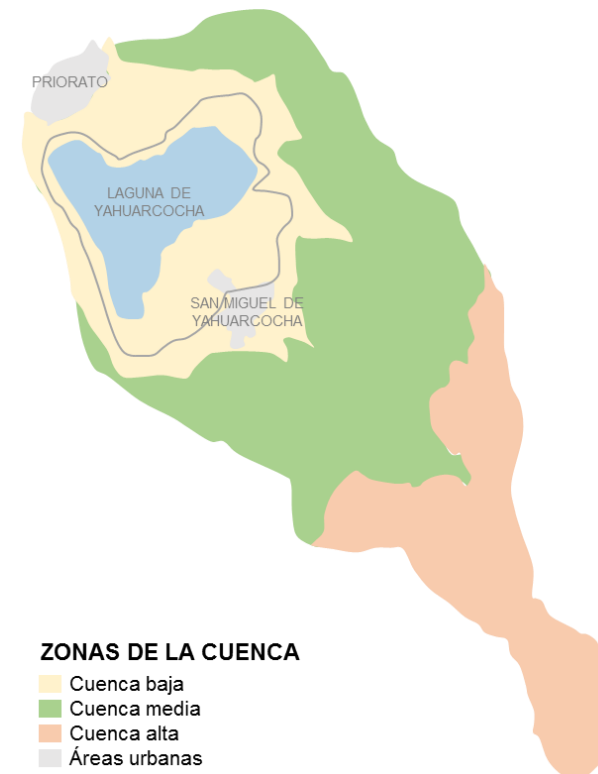 PRIORATO
LAGUNA DE
YAHUARCOCHA
SAN MIGUEL DE
YAHUARCOCHA
ZONAS DE LA CUENCA
Cuenca baja
Cuenca media
Cuenca alta
Áreas urbanas